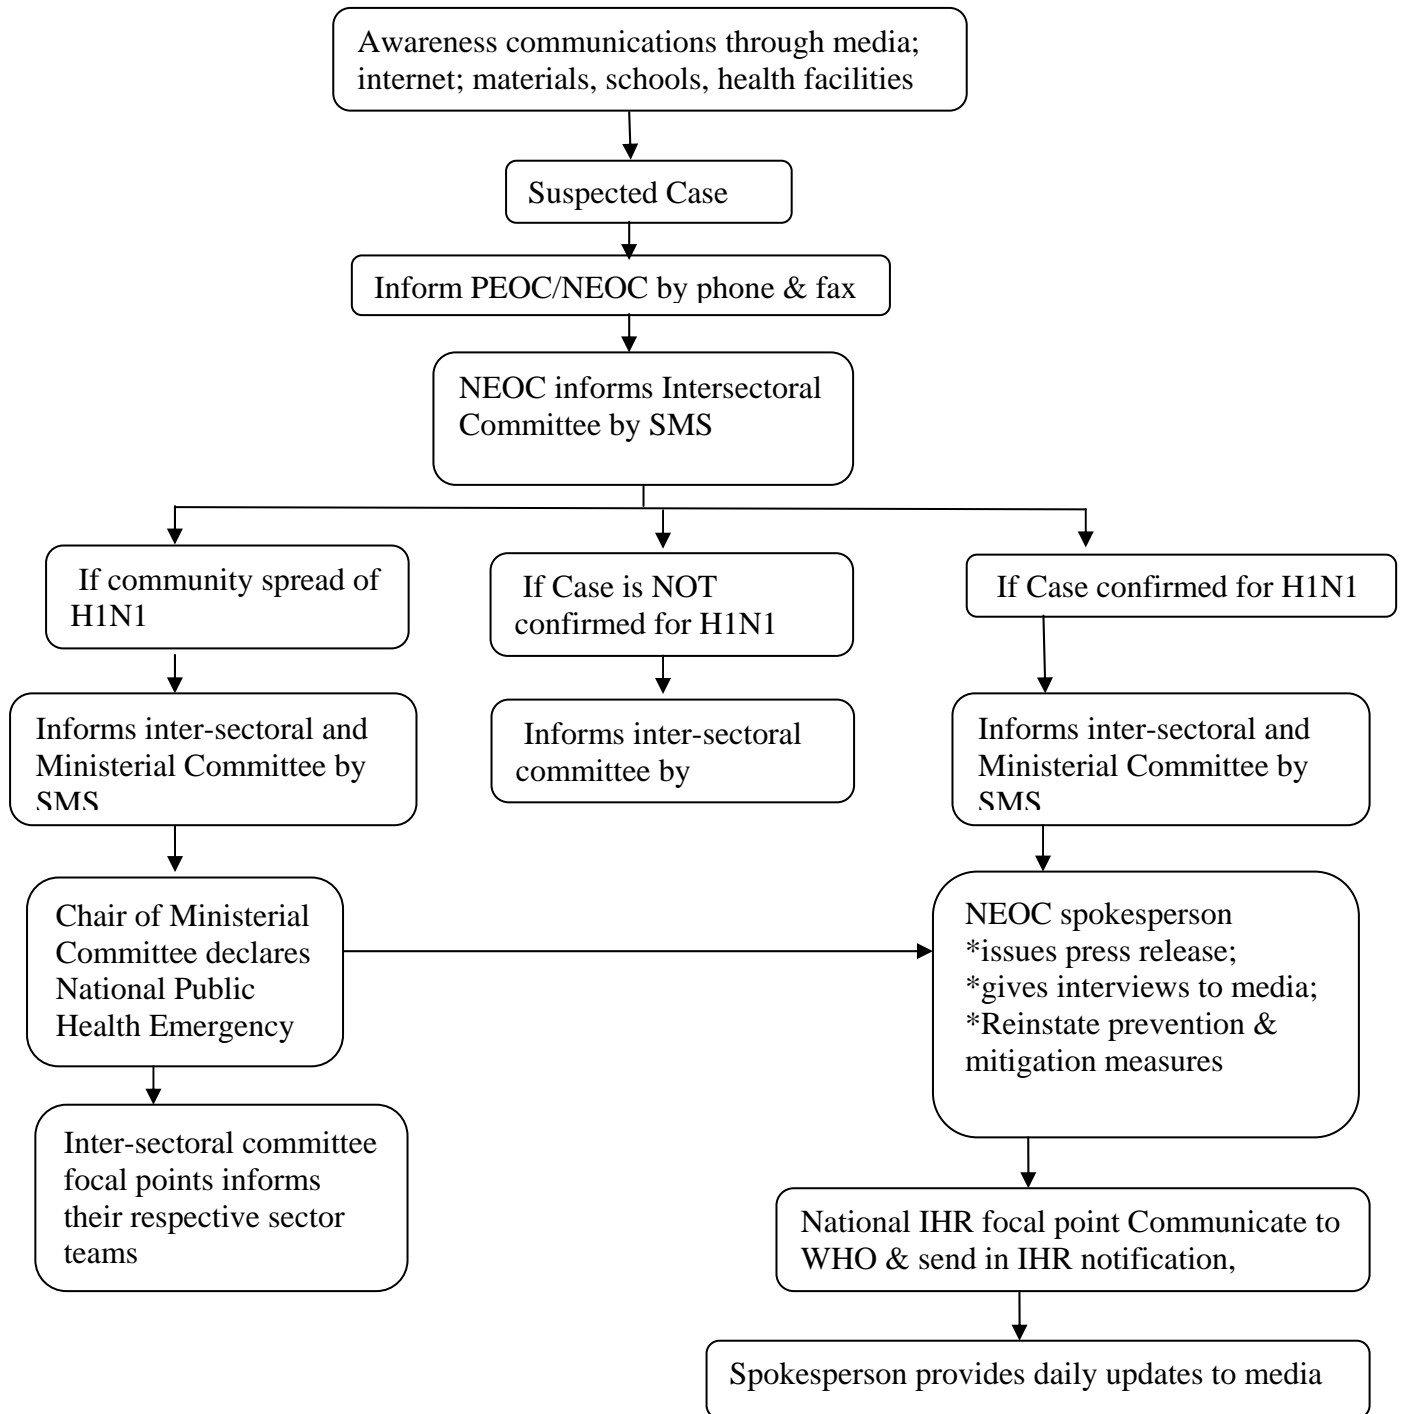 Awareness communications through media;
internet; materials, schools, health facilities
Suspected Case
Inform PEOC/NEOC by phone & fax
NEOC informs Intersectoral
Committee by SMS
If community spread of
H1N1
If Case is NOT
confirmed for H1N1
If Case confirmed for H1N1
Informs inter-sectoral and
Ministerial Committee by
SMS
Informs inter-sectoral
committee by
Informs inter-sectoral and
Ministerial Committee by
SMS
Chair of Ministerial
Committee declares
National Public
Health Emergency
NEOC spokesperson
*issues press release;
*gives interviews to media;
*Reinstate prevention &
mitigation measures
Inter-sectoral committee
focal points informs
their respective sector
teams
National IHR focal point Communicate to
WHO & send in IHR notification,
Spokesperson provides daily updates to media